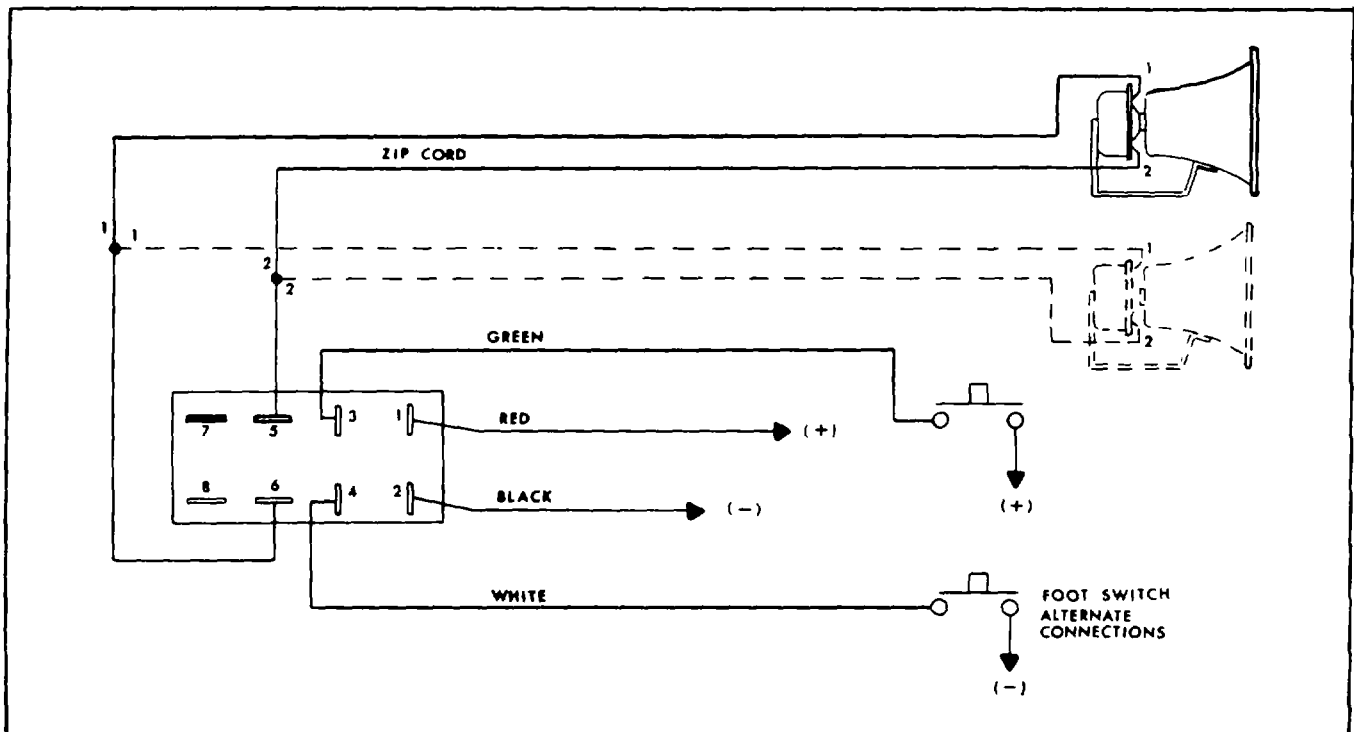 1
ZIP CORD
2
1
1
1
2
2
2
GREEN
3
1
RED
(+)
7
5
8
6
4
2
BLACK
(−)
(+)
WHITE
FOOT SWITCH
ALTERNATE
CONNECTIONS
(−)